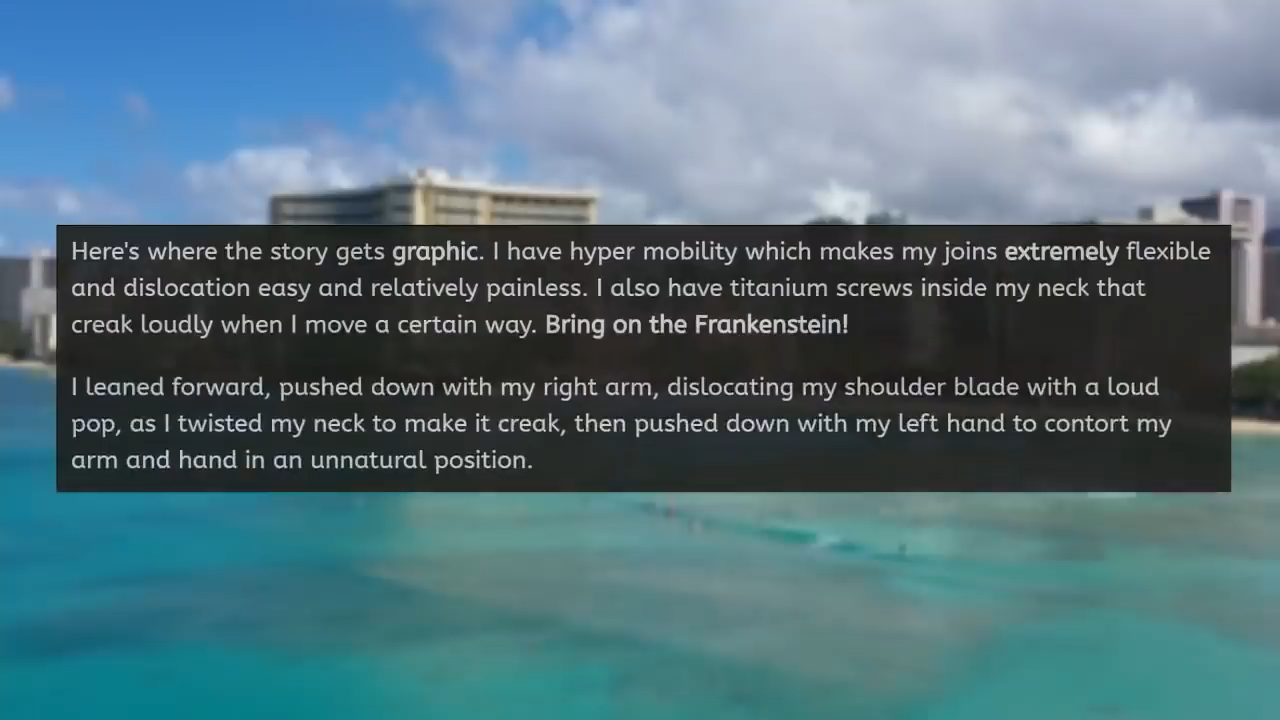 Here's where the story gets graphic. I have hyper mobility which makes my joins extremely flexible
and dislocation easy and relatively painless. I also have titanium screws inside my neck that
creak loudly when I move a certain way. Bring on the Frankenstein!
I leaned forward, pushed down with my right arm, dislocating my shoulder blade with a loud
pop, as I twisted my neck to make it creak, then pushed down with my left hand to contort my
arm and hand in an unnatural position.